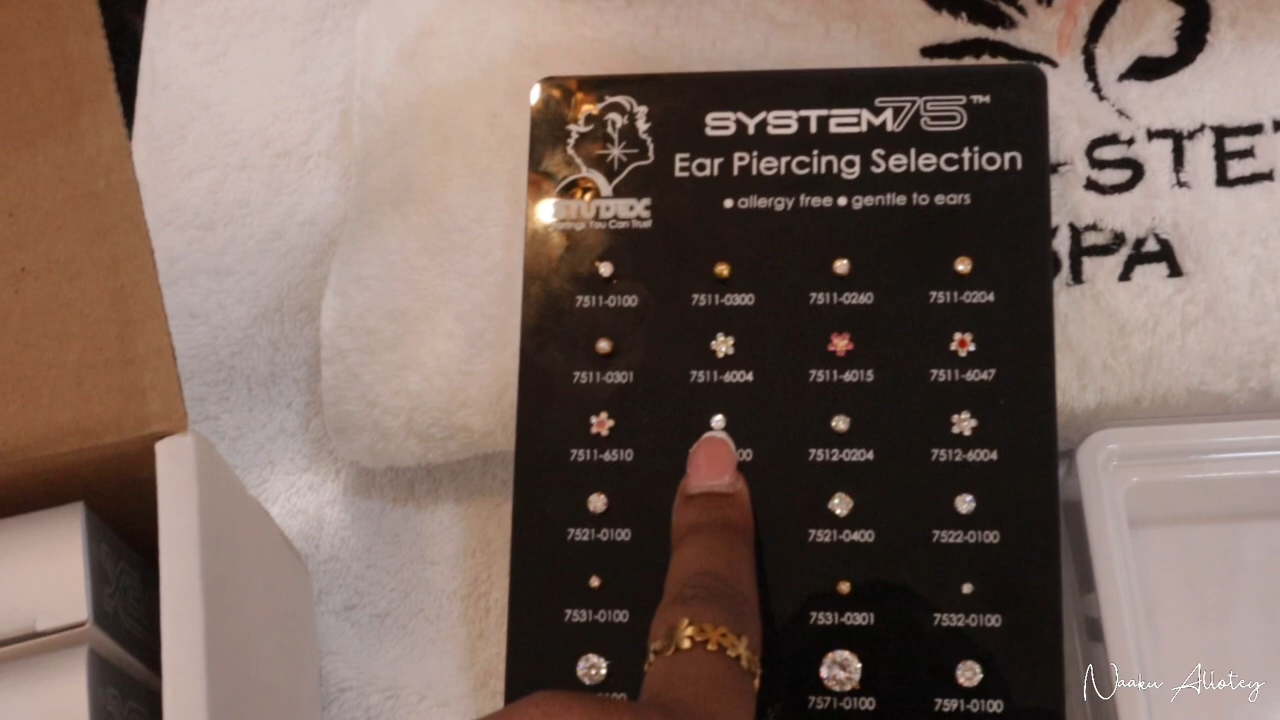 SYSTEM75™
Ear Piercing Selection
• allergy free • gentle to ears
STUDEX
Earrings You Can Trust
-STE
SPA
7511-0100 7511-0300 7511-0260 7511-0204
7511-0301 7511-6004 7511-6015 7511-6047
7511-6510 00 7512-0204 7512-6004
7521-0100 7521-0400 7522-0100
7531-0100 7531-0301 7532-0100
7571-0100 7591-0100
Naaku Allotey